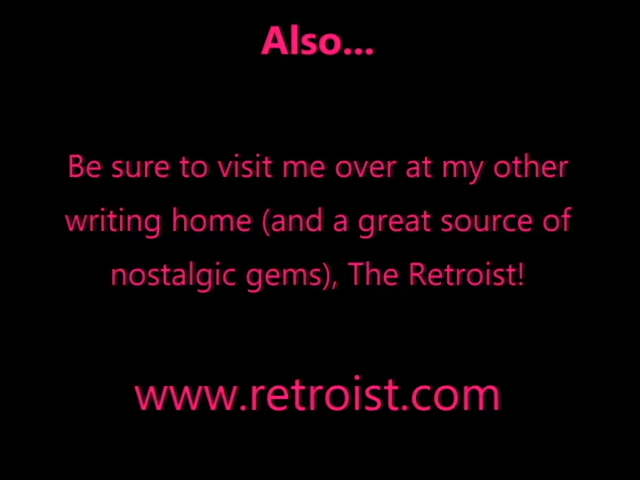 Also...
Be sure to visit me over at my other
writing home (and a great source of
nostalgic gems), The Retroist!
www.retroist.com